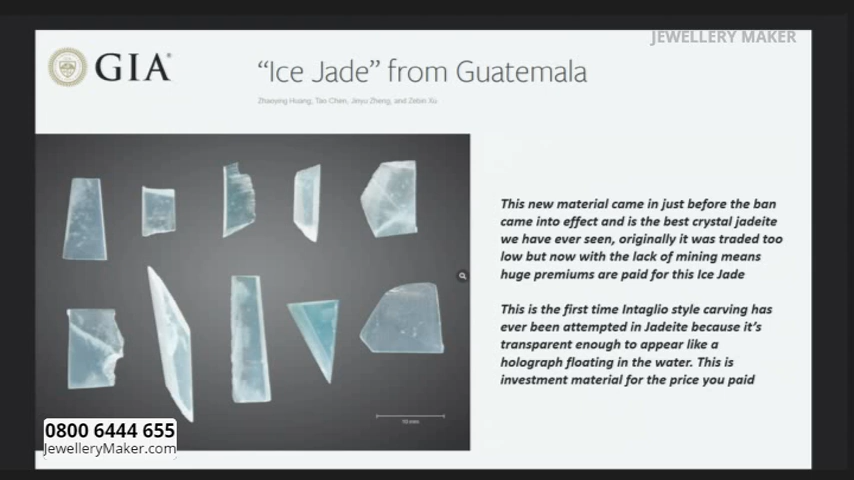 JEWELLERY MAKER
GIA
"Ice Jade" from Guatemala
Zhaoying Huang, Tao Chen, Jinyu Zheng, and Zebin Xu
This new material came in just before the ban
came into effect and is the best crystal jadeite
we have ever seen, originally it was traded too
low but now with the lack of mining means
huge premiums are paid for this Ice Jade
This is the first time Intaglio style carving has
ever been attempted in Jadeite because it's
transparent enough to appear like a
holograph floating in the water. This is
investment material for the price you paid
10 mm
0800 6444 655
JewelleryMaker.com